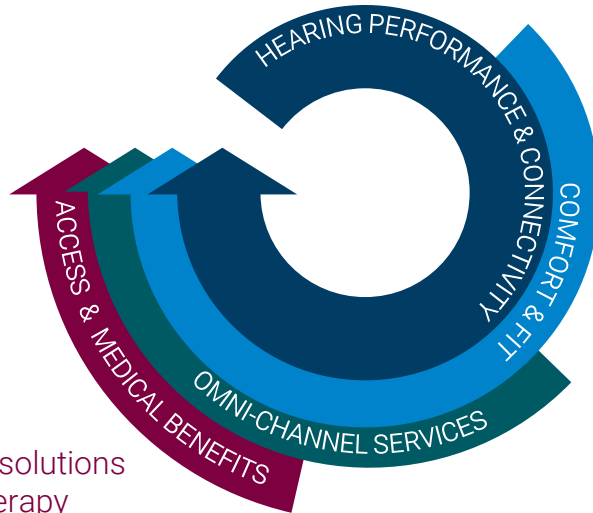 HEARING PERFORMANCE & CONNECTIVITY
COMFORT & FIT
OMNI-CHANNEL SERVICES
ACCESS & MEDICAL BENEFITS
solutions